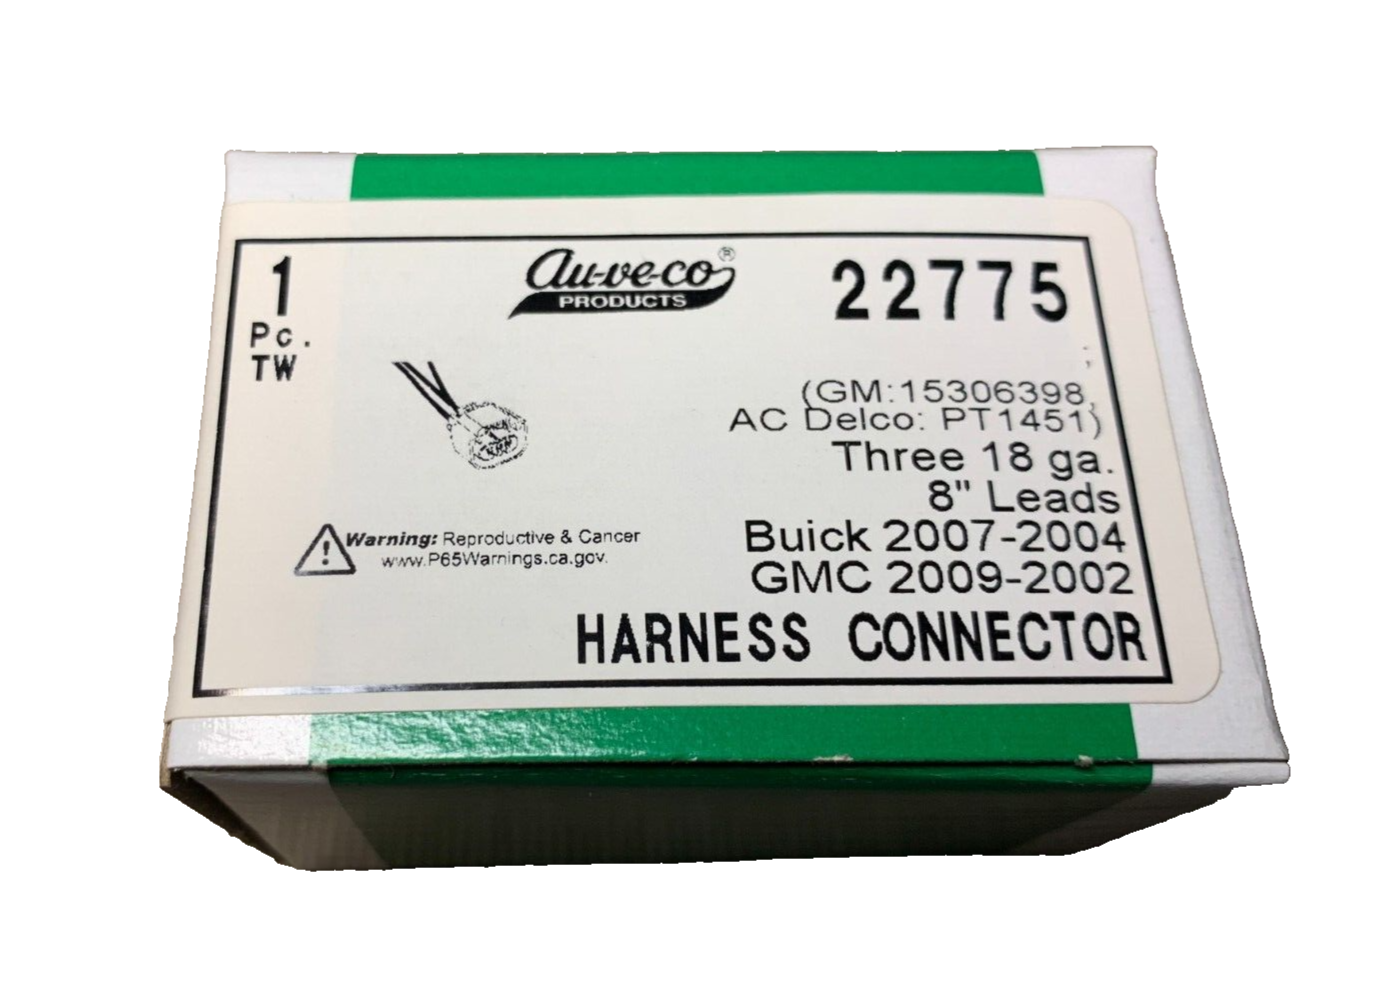 1
Pc.
TW
au-ve-co®
PRODUCTS
22775
(GM:15306398,
AC Delco: PT1451)
Three 18 ga.
8" Leads
Buick 2007-2004
GMC 2009-2002
Warning: Reproductive & Cancer
www.P65Warnings.ca.gov.
HARNESS CONNECTOR